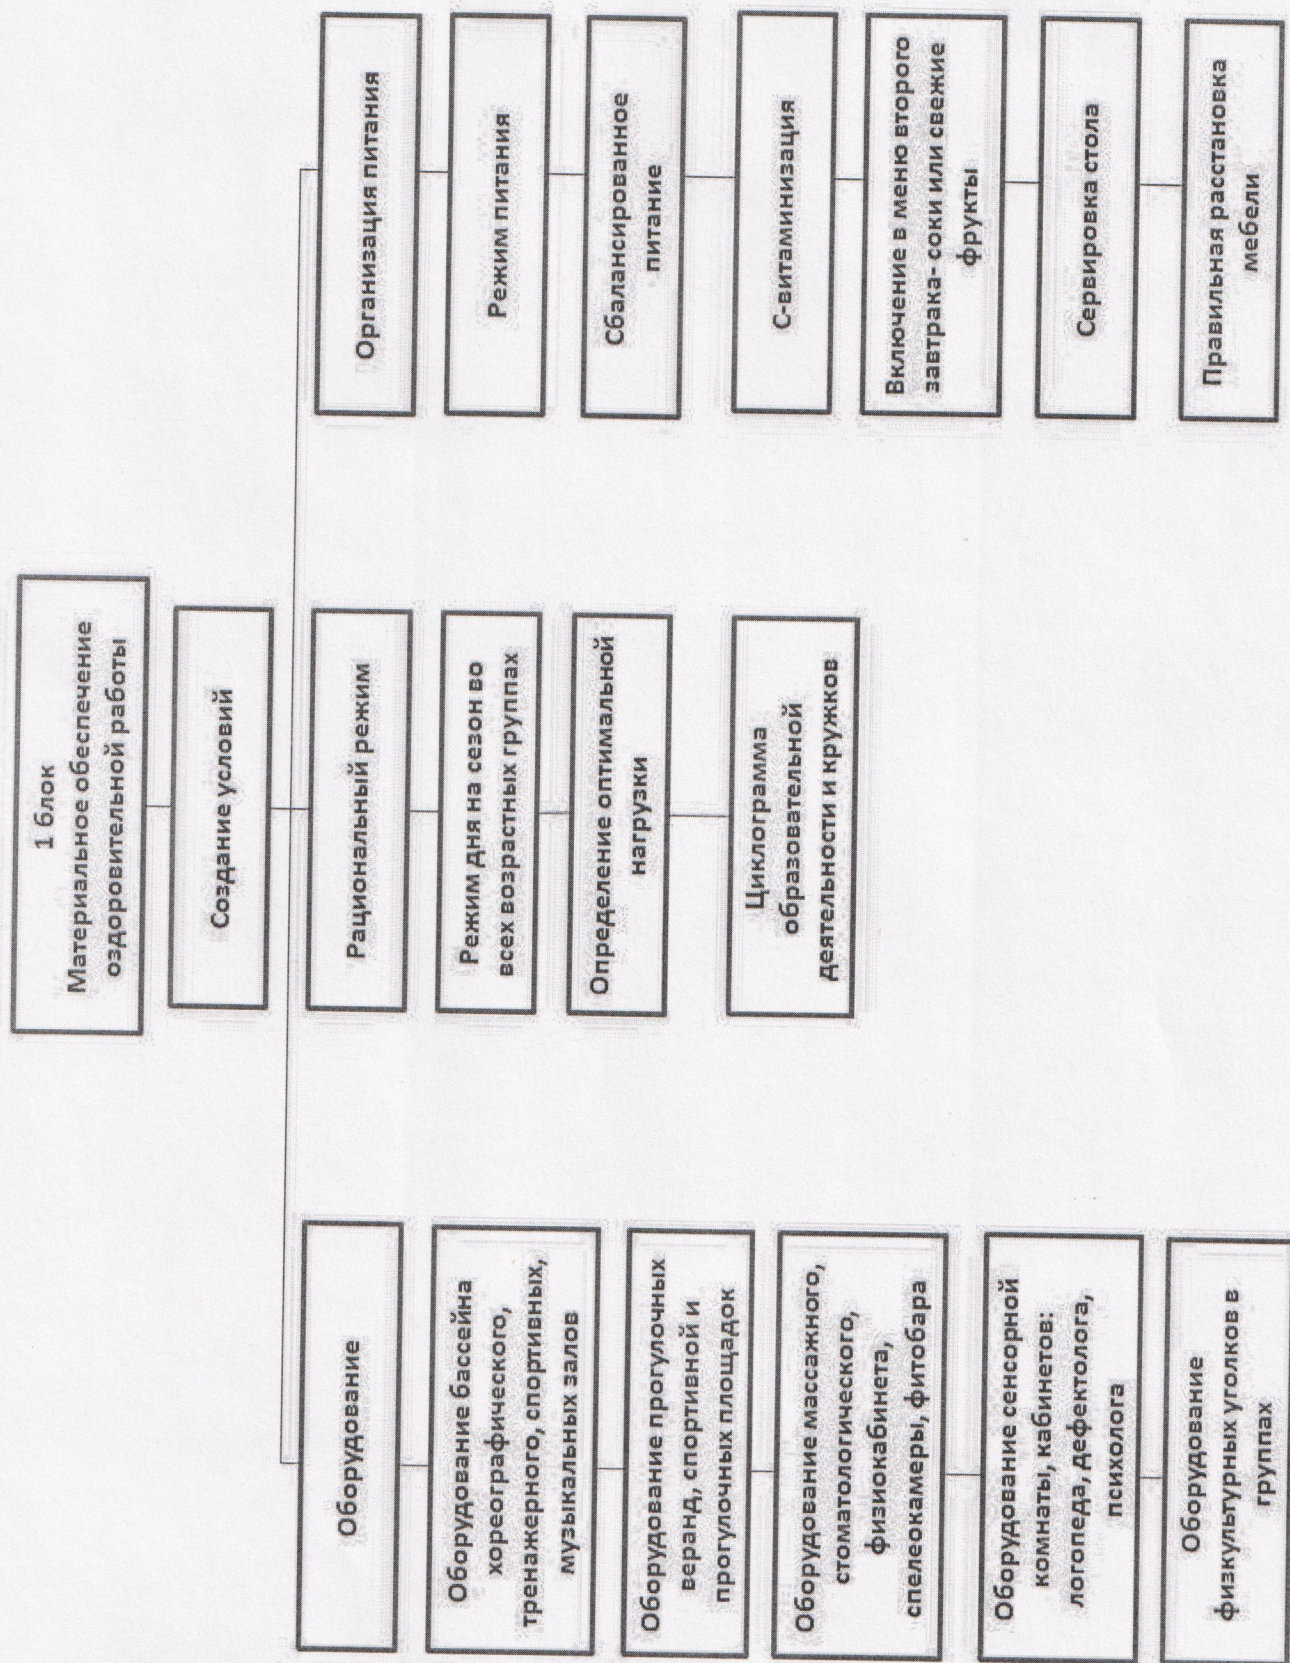 1 блок
Материальное обеспечение
оздоровительной работы
Создание условий
Оборудование
Оборудование бассейна
хореографического,
тренажерного, спортивных,
музыкальных залов
Оборудование прогулочных
веранд, спортивной и
прогулочных площадок
Оборудование массажного,
стоматологического,
физиокабинета,
спелеокамеры, фитобара
Оборудование сенсорной
комнаты, кабинетов:
логопеда, дефектолога,
психолога
Оборудование
физкультурных уголков в
группах
Рациональный режим
Режим дня на сезон во
всех возрастных группах
Определение оптимальной
нагрузки
Циклограмма
образовательной
деятельности и кружков
Организация питания
Режим питания
Сбалансированное
питание
С-витаминизация
Включение в меню второго
завтрака- соки или свежие
фрукты
Сервировка стола
Правильная расстановка
мебели